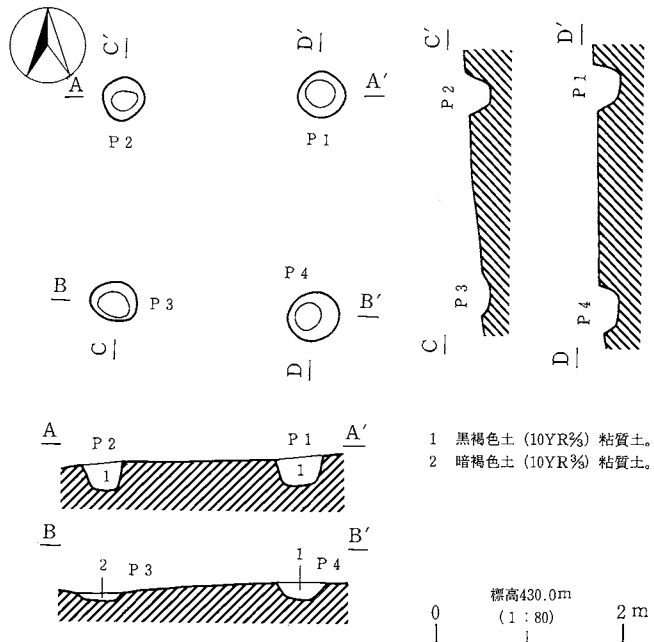 C' D' C' D'
A A'
P2 P1 P2 P1
P4
B B'
P3 P3 P4
C D C D
A P2 P1 A'
1 1
1 黒褐色土 (10YR⅔) 粘質土。
2 暗褐色土 (10YR3/3) 粘質土。
B B'
2 P3 1 P4
標高430.0m
0 (1:80) 2m